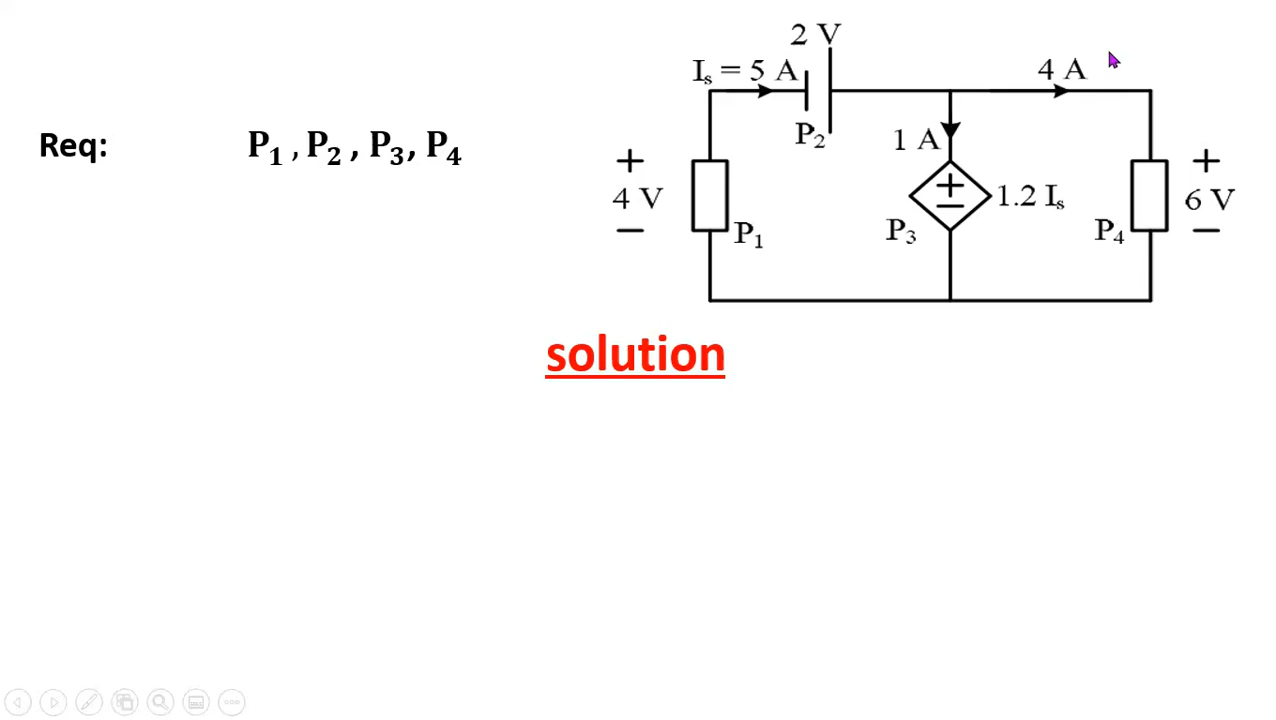 2 V
Iₛ = 5 A
4 A
Req: P₁ , P₂ , P₃, P₄
P₂
1 A
+
+
+
4 V
−
1.2 Iₛ
6 V
−
−
P₁
P₃
P₄
solution